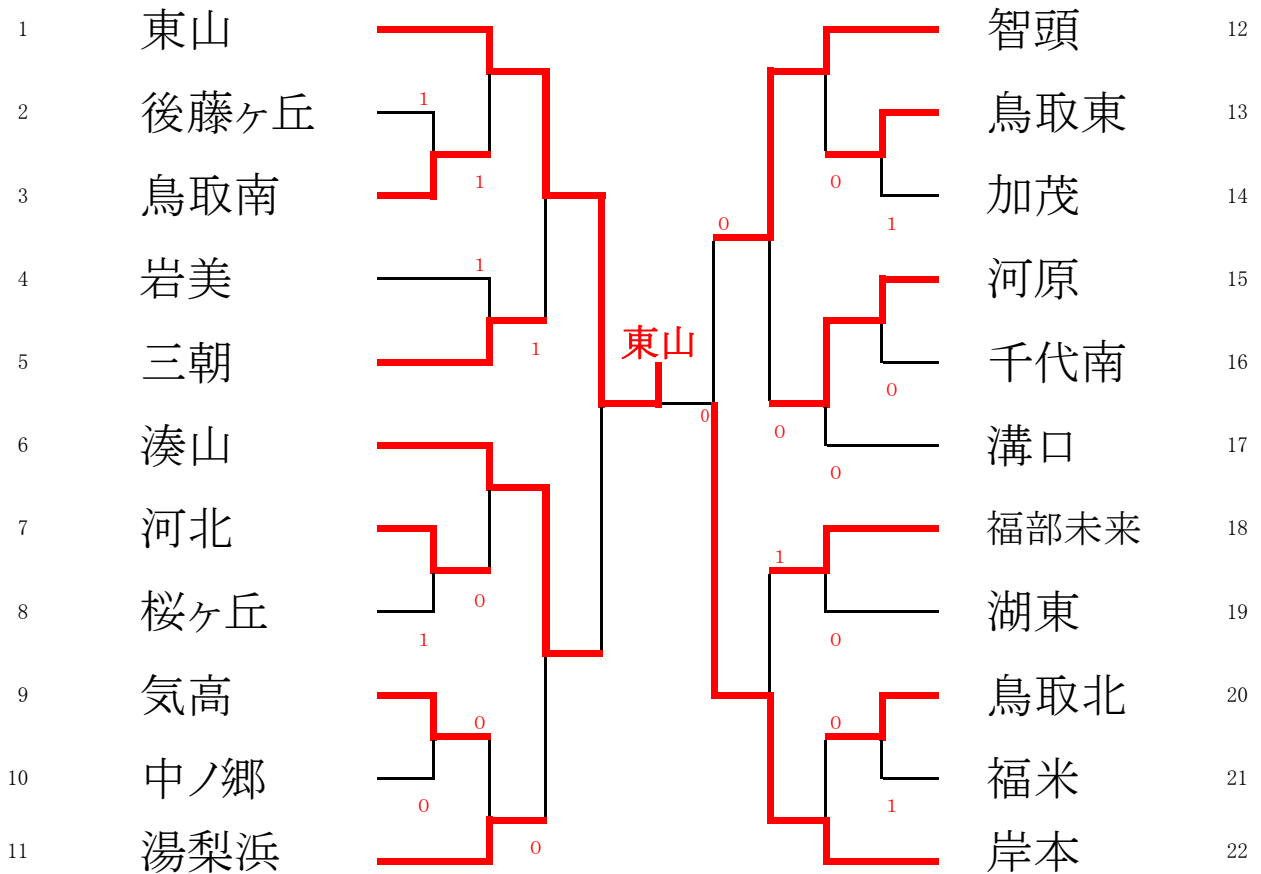 1 東山
1
2 後藤ヶ丘
1
3 鳥取南
1
4 岩美
1
5 三朝
6 湊山
7 河北
0
8 桜ヶ丘
1
9 気高
0
10 中ノ郷
0
0
11 湯梨浜
東山
0
0
智頭 12
鳥取東 13
0
加茂 14
1
河原 15
千代南 16
0
0
溝口 17
0
福部未来 18
1
湖東 19
0
鳥取北 20
0
福米 21
1
岸本 22